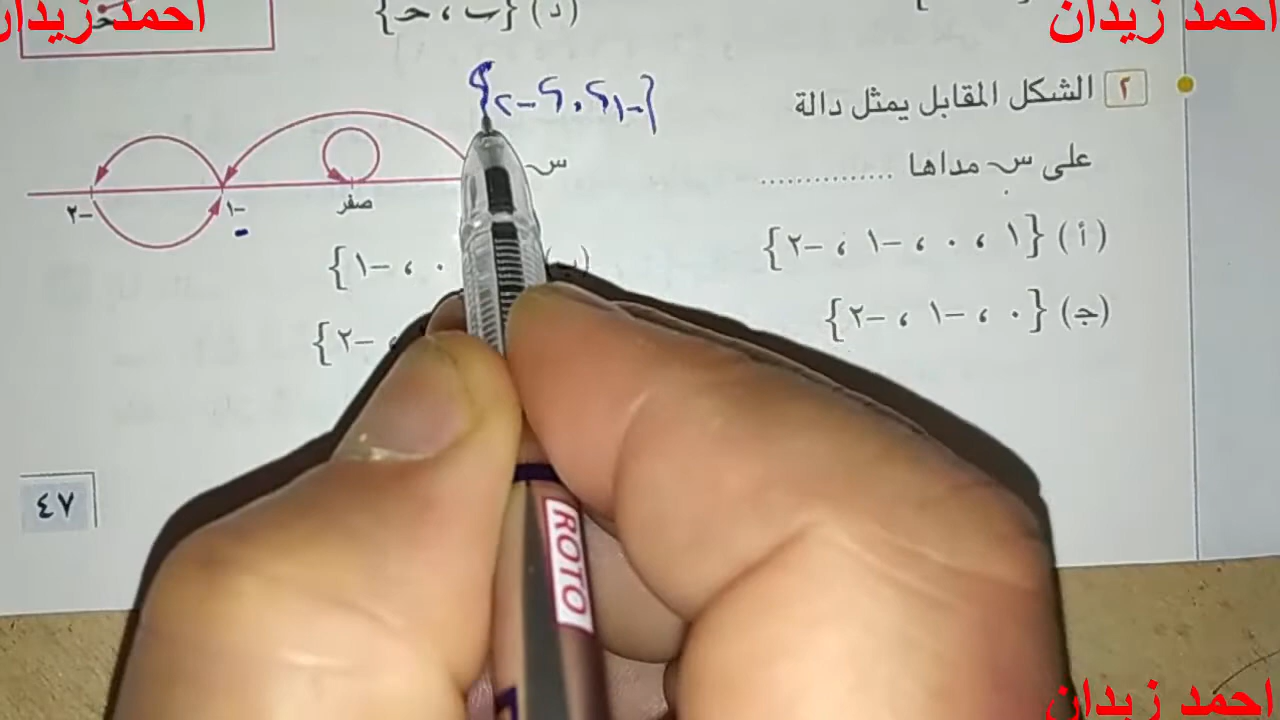 احمد زيدان
احمد زيدان
(د) {ب ، حـ}
٢ الشكل المقابل يمثل دالة
على س مداها ...............
{-١ ، ٠ ، -٢}
س
صفر
-١
-٢
(أ) {١ ، ٠ ، -١ ، -٢}
٠ ، -١}
(جـ) {٠ ، -١ ، -٢}
، -٢}
٤٧
ROTO
احمد زيدان